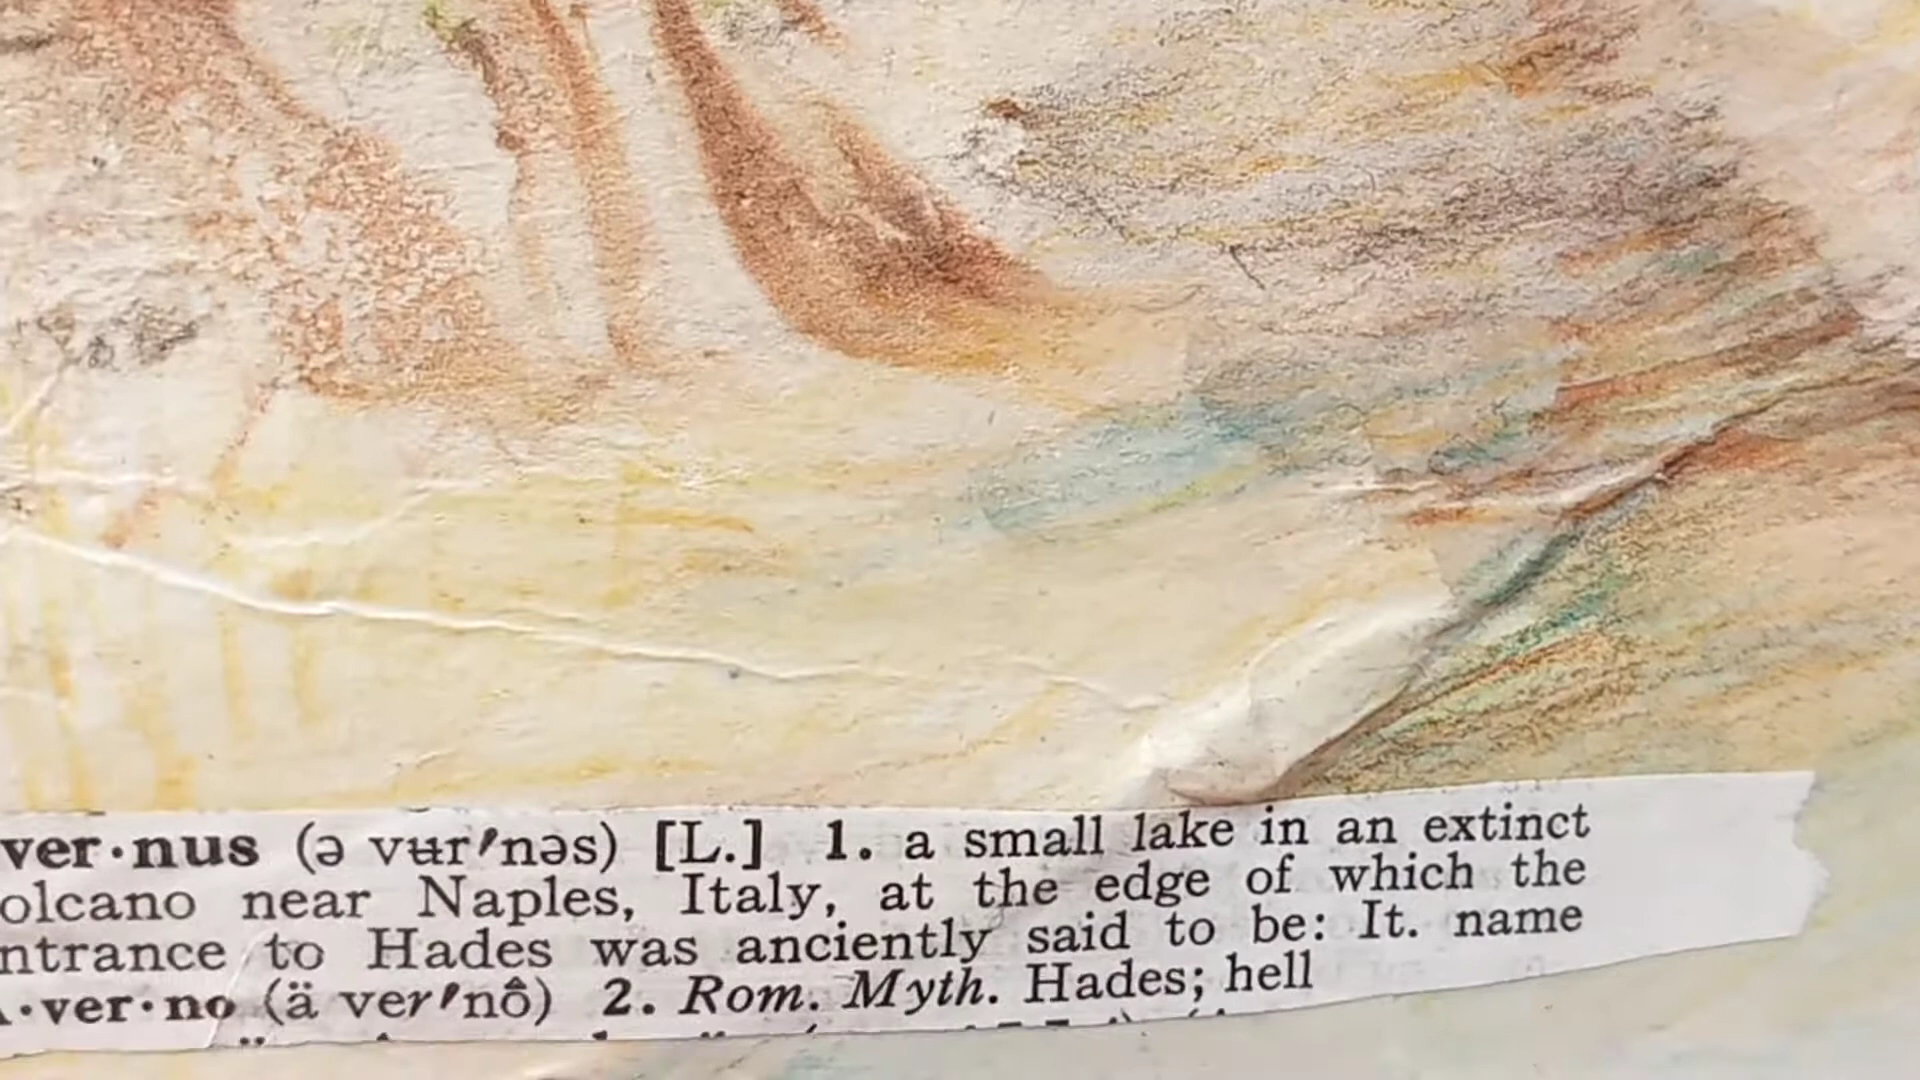 ver·nus (ə vʉr′nəs) [L.] 1. a small lake in an extinct
olcano near Naples, Italy, at the edge of which the
ntrance to Hades was anciently said to be: It. name
·ver·no (ä ver′nô) 2. Rom. Myth. Hades; hell